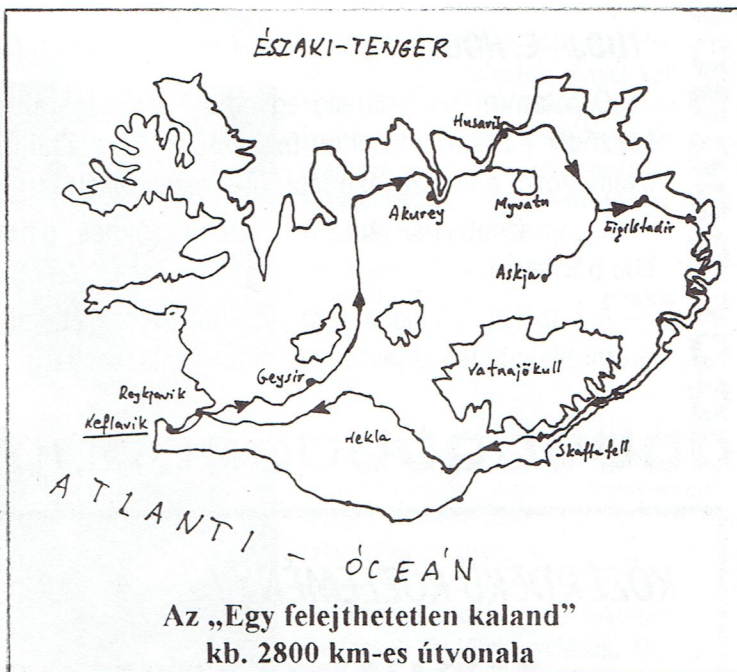 ÉSZAKI-TENGER
Husavik
Akurey
Myvatn
Egilstadir
Askja
Vatnajökull
Geysir
Reykjavik
Keflavik
Hekla
Skaftafell
ATLANTI - ÓCEÁN
Az „Egy felejthetetlen kaland”
kb. 2800 km-es útvonala